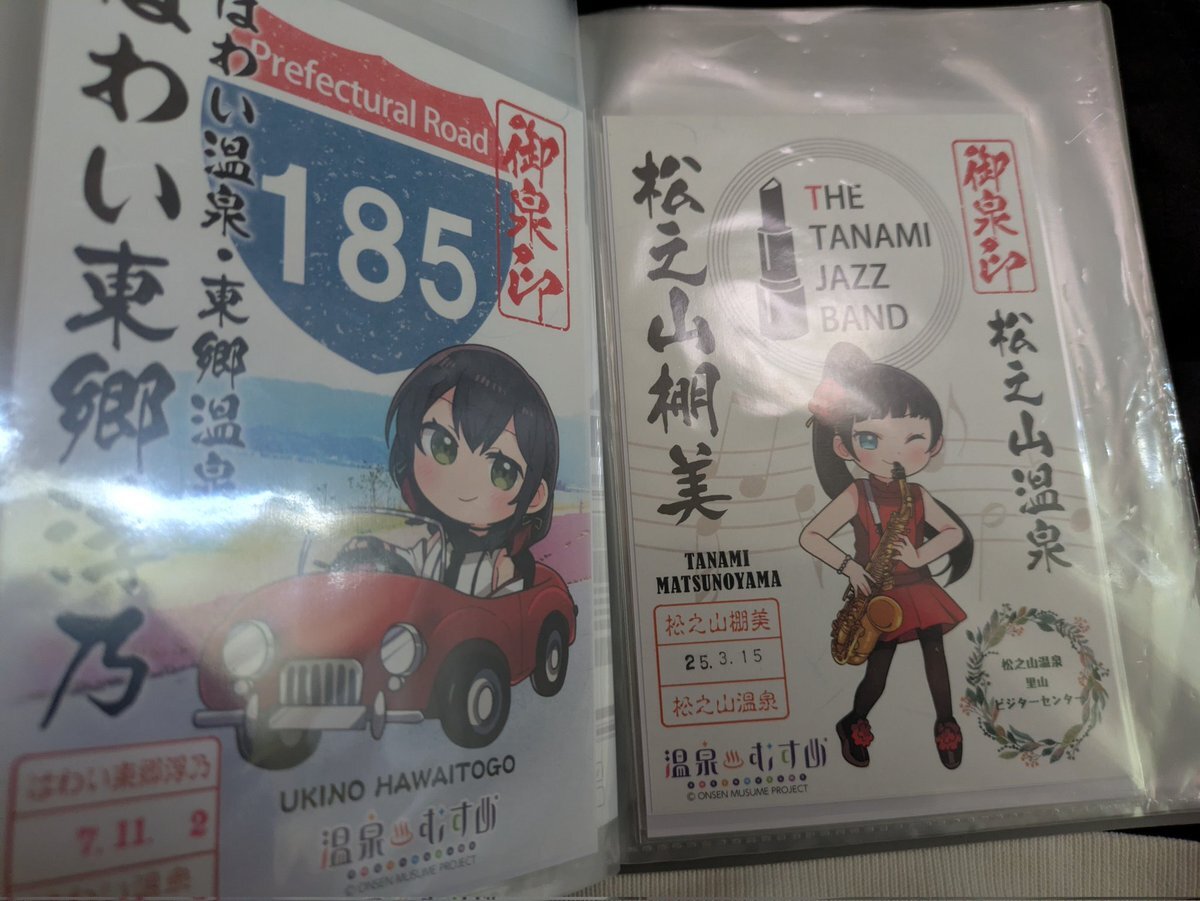 はわい東郷浮乃
はわい温泉・東郷温泉
Prefectural Road
185
御泉印
UKINO HAWAITOGO
はわい東郷浮乃
7.11. 2
はわい温泉
温泉むすめ
© ONSEN MUSUME PROJECT
松之山棚美
THE
TANAMI
JAZZ
BAND
御泉印
松之山温泉
TANAMI
MATSUNOYAMA
松之山棚美
25.3.15
松之山温泉
松之山温泉
里山
ビジターセンター
温泉むすめ
© ONSEN MUSUME PROJECT